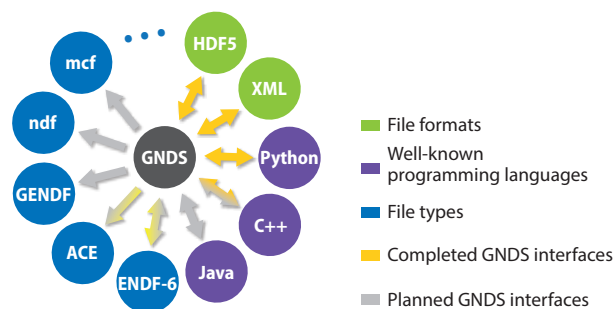 HDF5
mcf
XML
ndf
GNDS
Python
GENDF
C++
ACE
Java
ENDF-6
File formats
Well-known
programming languages
File types
Completed GNDS interfaces
Planned GNDS interfaces